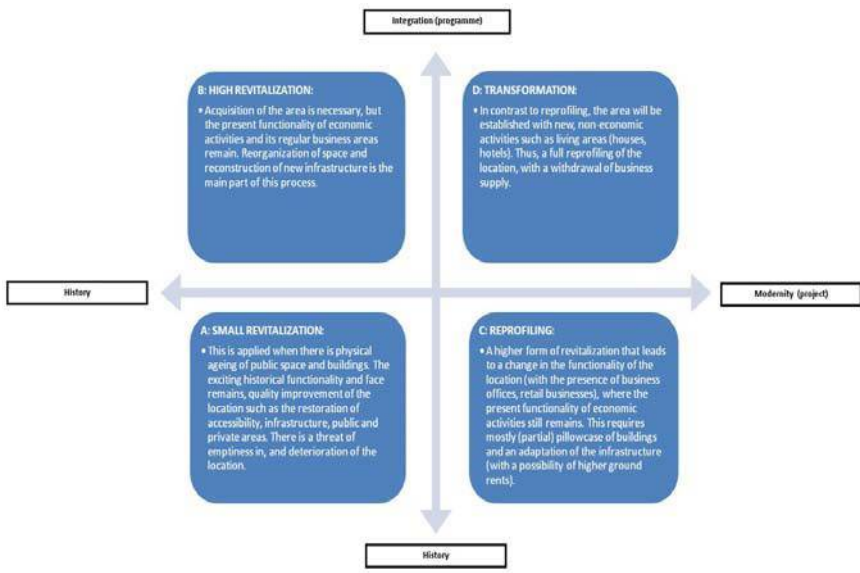 Integration (programme)
B: HIGH REVITALIZATION:
• Acquisition of the area is necessary, but
the present functionality of economic
activities and its regular business areas
remain. Reorganization of space and
reconstruction of new infrastructure is the
main part of this process.
D: TRANSFORMATION:
• In contrast to reprofiling, the area will be
established with new, non-economic
activities such as living areas (houses,
hotels). Thus, a full reprofiling of the
location, with a withdrawal of business
supply.
History
Modernity (project)
A: SMALL REVITALIZATION:
• This is applied when there is physical
ageing of public space and buildings. The
exciting historical functionality and face
remains, quality improvement of the
location such as the restoration of
accessibility, infrastructure, public and
private areas. There is a threat of
emptiness in, and deterioration of the
location.
C: REPROFILING:
• A higher form of revitalization that leads
to a change in the functionality of the
location (with the presence of business
offices, retail businesses), where the
present functionality of economic
activities still remains. This requires
mostly (partial) pillowcase of buildings
and an adaptation of the infrastructure
(with a possibility of higher ground
rents).
History